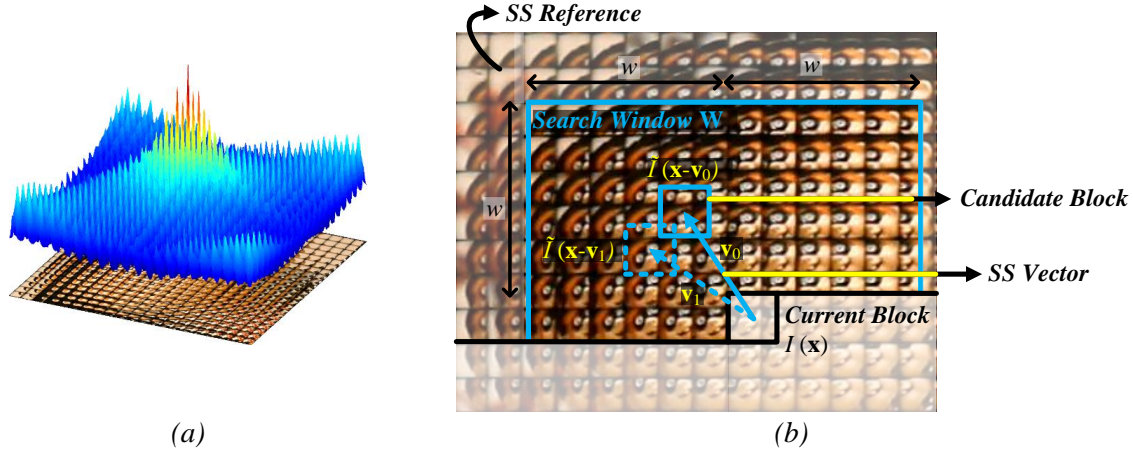 SS Reference
w w
Search Window W
Ĩ (x-v₀)
w
Candidate Block
Ĩ (x-v₁)
v₀
SS Vector
v₁
Current Block
I (x)
(a) (b)